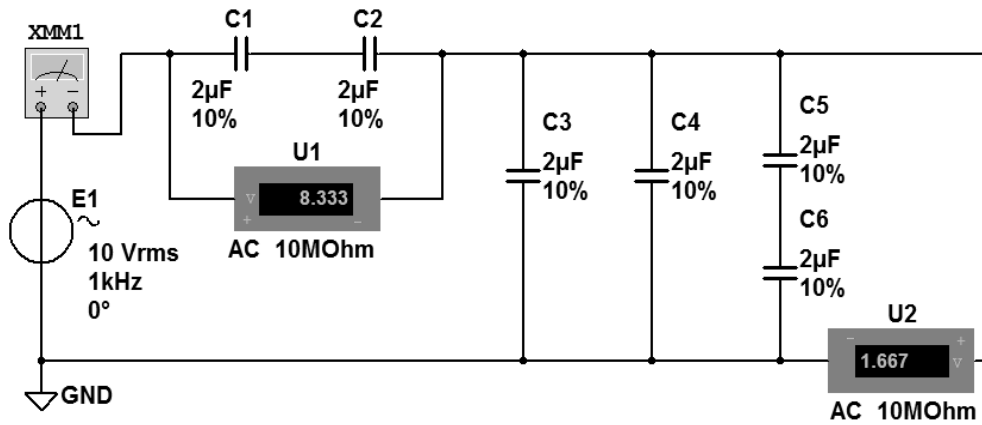 XMM1
+ −
E1
10 Vrms
1kHz
0°
GND
C1
2µF
10%
C2
2µF
10%
U1
V 8.333
+ −
AC 10MOhm
C3
2µF
10%
C4
2µF
10%
C5
2µF
10%
C6
2µF
10%
U2
− +
1.667 V
AC 10MOhm